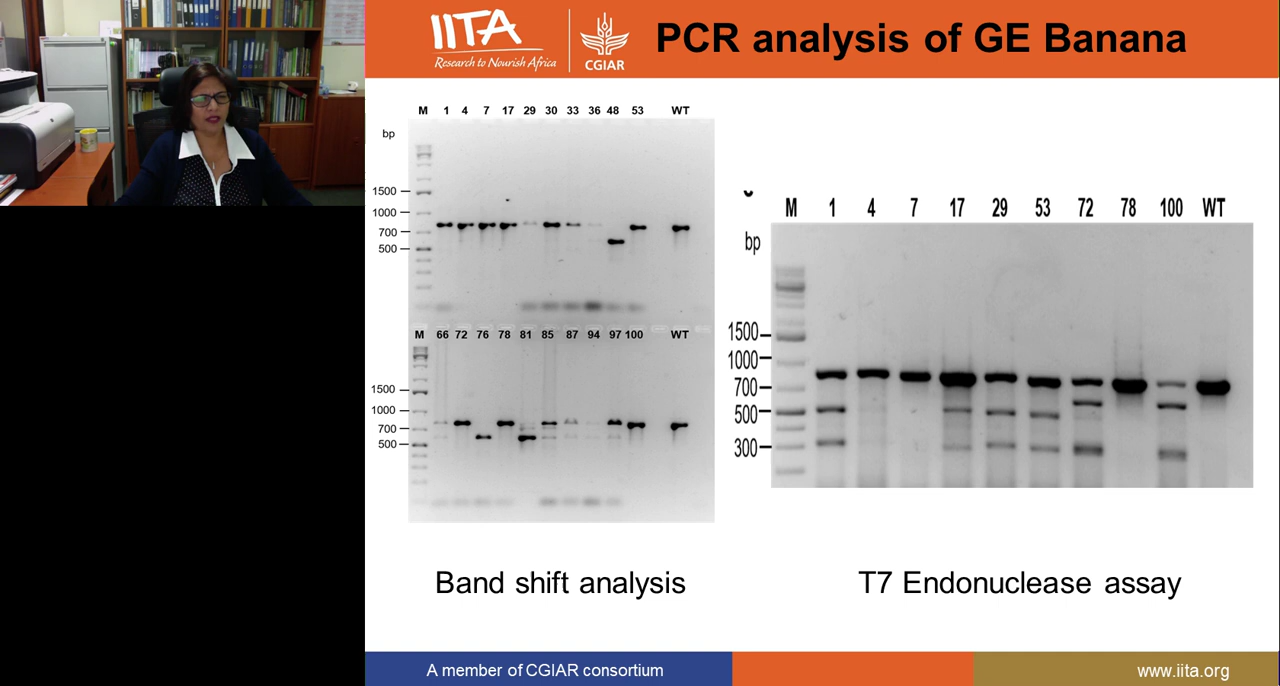 IITA
Research to Nourish Africa
CGIAR
PCR analysis of GE Banana
M 1 4 7 17 29 30 33 36 48 53 WT
bp
1500
1000
700
500
M 66 72 76 78 81 85 87 94 97 100 WT
1500
1000
700
500
M 1 4 7 17 29 53 72 78 100 WT
bp
1500
1000
700
500
300
Band shift analysis
T7 Endonuclease assay
A member of CGIAR consortium
www.iita.org